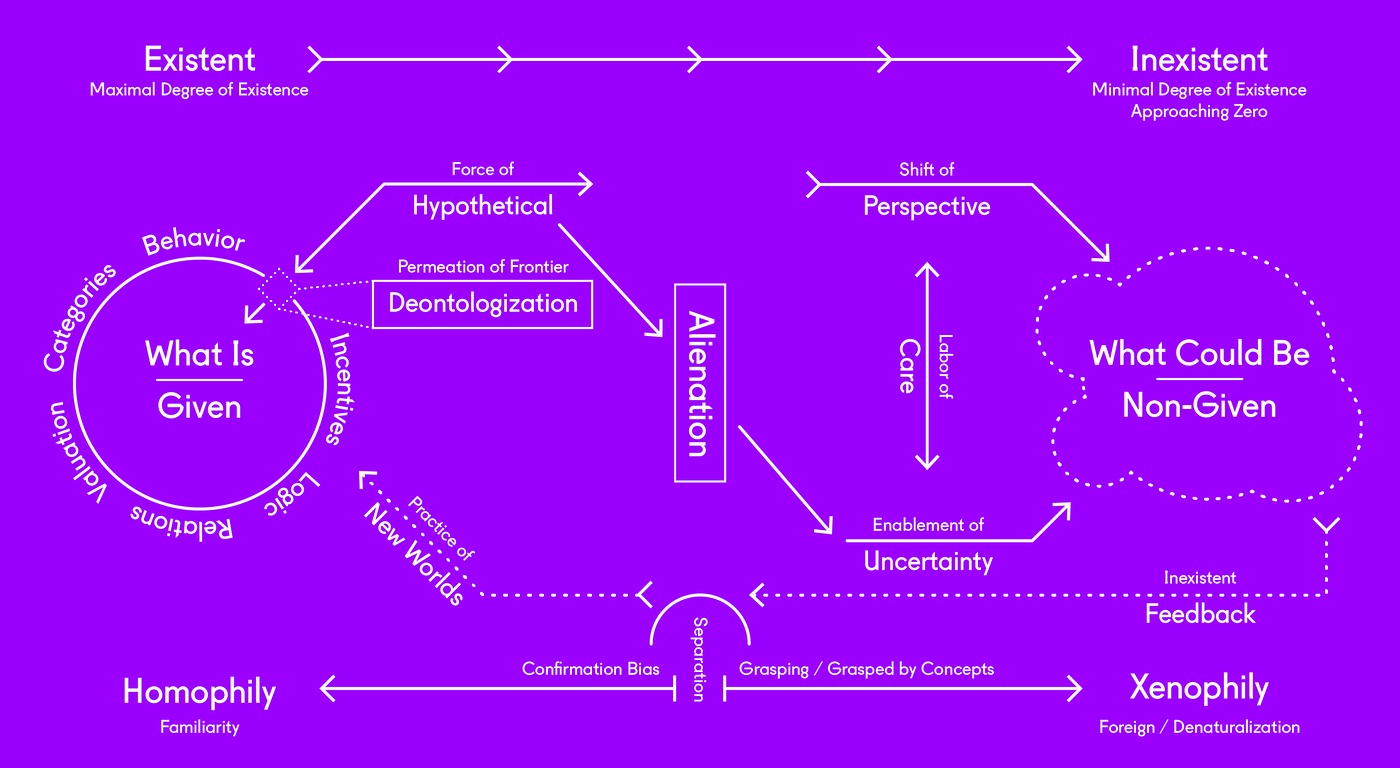 Existent
Maximal Degree of Existence
Inexistent
Minimal Degree of Existence
Approaching Zero
Force of
Hypothetical
Shift of
Perspective
Permeation of Frontier
Deontologization
Behavior
Categories
Valuation
Relations
Logic
Incentives
What Is
Given
Alienation
Labor of
Care
What Could Be
Non-Given
Practice of
New Worlds
Enablement of
Uncertainty
Inexistent
Feedback
Separation
Confirmation Bias
Grasping / Grasped by Concepts
Homophily
Familiarity
Xenophily
Foreign / Denaturalization